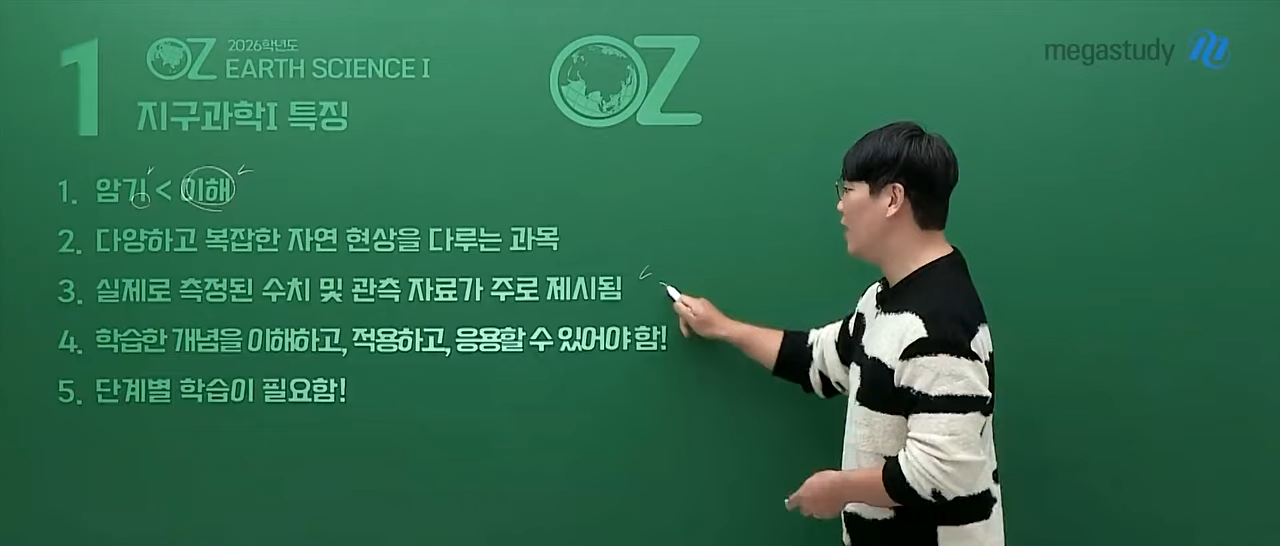 1
OZ
2026학년도
EARTH SCIENCE I
지구과학I 특징
OZ
megastudy
1. 암기 < 이해
2. 다양하고 복잡한 자연 현상을 다루는 과목
3. 실제로 측정된 수치 및 관측 자료가 주로 제시됨
4. 학습한 개념을 이해하고, 적용하고, 응용할 수 있어야 함!
5. 단계별 학습이 필요함!